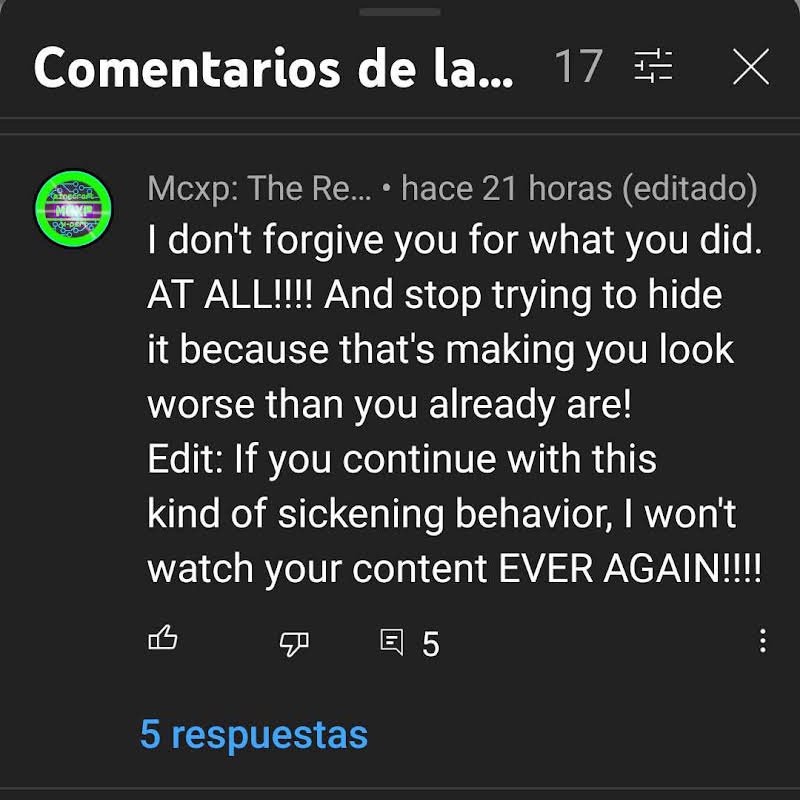 Comentarios de la... 17
Mcxp: The Re... • hace 21 horas (editado)
I don't forgive you for what you did.
AT ALL!!!! And stop trying to hide
it because that's making you look
worse than you already are!
Edit: If you continue with this
kind of sickening behavior, I won't
watch your content EVER AGAIN!!!!
5
5 respuestas